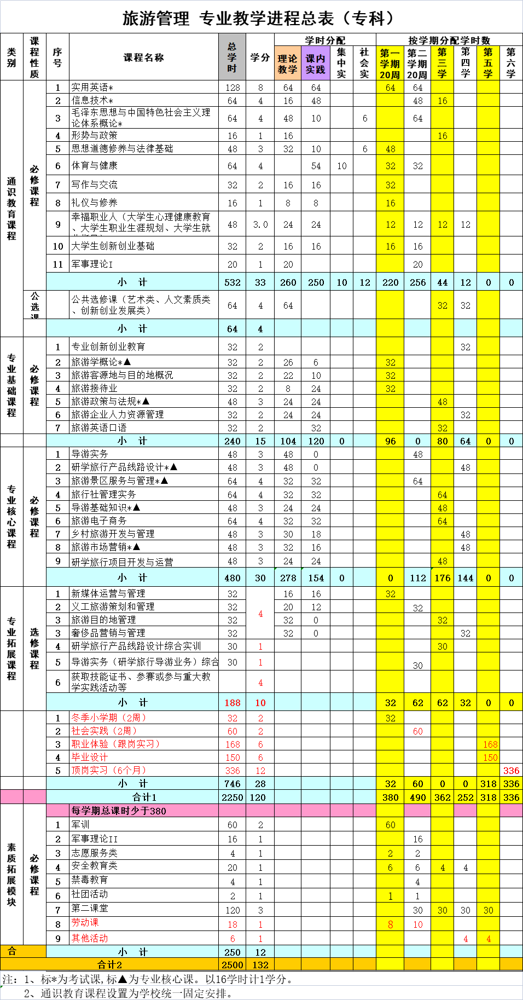 旅游管理 专业教学进程总表（专科）
类别 课程性质 序号 课程名称 总学时 学分 学时分配 按学期分配学时数
理论教学 课内实践 集中实 社会实 第一学期20周 第二学期20周 第三学 第四学 第五学 第六学
通识教育课程 必修课程
1 实用英语* 128 8 64 64 64 64
2 信息技术* 64 4 16 48 48 16
3 毛泽东思想与中国特色社会主义理
论体系概论* 64 4 48 10 6 64
4 形势与政策 16 1 16 16
5 思想道德修养与法律基础 48 3 32 10 6 48
6 体育与健康 64 4 54 10 32 32
7 写作与交流 32 2 16 16 32
8 礼仪与修养 16 1 8 8 16
9 幸福职业人（大学生心理健康教育
、大学生职业生涯规划、大学生就 48 3.0 24 24 12 12 12 12
10 大学生创新创业基础 32 2 16 16 16 16
11 军事理论I 20 1 20 20
小 计 532 33 260 250 10 12 220 256 44 12 0 0
公选课 公共选修课（艺术类、人文素质类
、创新创业发展类） 64 4 64 32 32
小 计 64 4
专业基础课程 必修课程
1 专业创新创业教育 32 2 32
2 旅游学概论*▲ 32 2 26 6 32
3 旅游客源地与目的地概况 32 2 22 10 32
4 旅游接待业 32 2 8 24 32
5 旅游政策与法规*▲ 48 3 24 24 48
6 旅游企业人力资源管理 32 2 24 24 32
7 旅游英语口语 32 2 32 32
小 计 240 15 104 120 0 96 0 80 64 0 0
专业核心课程 必修课程
1 导游实务 48 3 48 0 48
2 研学旅行产品线路设计*▲ 48 3 48 0 48
3 旅游景区服务与管理*▲ 64 4 32 32 64
4 旅行社管理实务 64 4 32 32 64
5 导游基础知识*▲ 48 3 24 24 48
6 旅游电子商务 64 4 32 32 64
7 乡村旅游开发与管理 48 3 30 18 48
8 旅游市场营销*▲ 48 3 32 16 48
9 研学旅行项目开发与运营 48 3 24 24 48
小 计 480 30 278 154 0 0 112 176 144 0 0
专业拓展课程 选修课程
1 新媒体运营与管理 32 4 16 16 32
2 义工旅游策划和管理 32 20 12 32
3 旅游目的地管理 32 32 0 32
3 奢侈品营销与管理 32 32 0 32
4 研学旅行产品线路设计综合实训 30 1 30
5 导游实务（研学旅行导游业务）综合 30 1 30
6 获取技能证书、参赛或参与重大教
学实践活动等 4
小 计 188 10 32 62 62 32 0 0
1 冬季小学期（2周） 32 2 32
2 社会实践（2周） 60 2 60
3 职业体验（跟岗实习） 168 6 168
4 毕业设计 150 6 150
5 顶岗实习（6个月） 336 12 336
小 计 746 28 32 60 0 0 318 336
合计1 2250 120 380 490 362 252 318 336
每学期总课时少于380
素质拓展模块 必修课程
1 军训 60 2 60
2 军事理论II 16 1 16
3 志愿服务类 4 1 2 2
4 安全教育类 20 1 6 6 4 4
5 禁毒教育 4 1 4
6 社团活动 2 1 1 1
7 第二课堂 120 3 30 30 30 30
8 劳动课 18 1 8 10
9 其他活动 6 1 4 4
合 小 计 250 12
合计2 2500 132
注：1、标*为考试课,标▲为专业核心课。以16学时计1学分。
2、通识教育课程设置为学校统一固定安排。